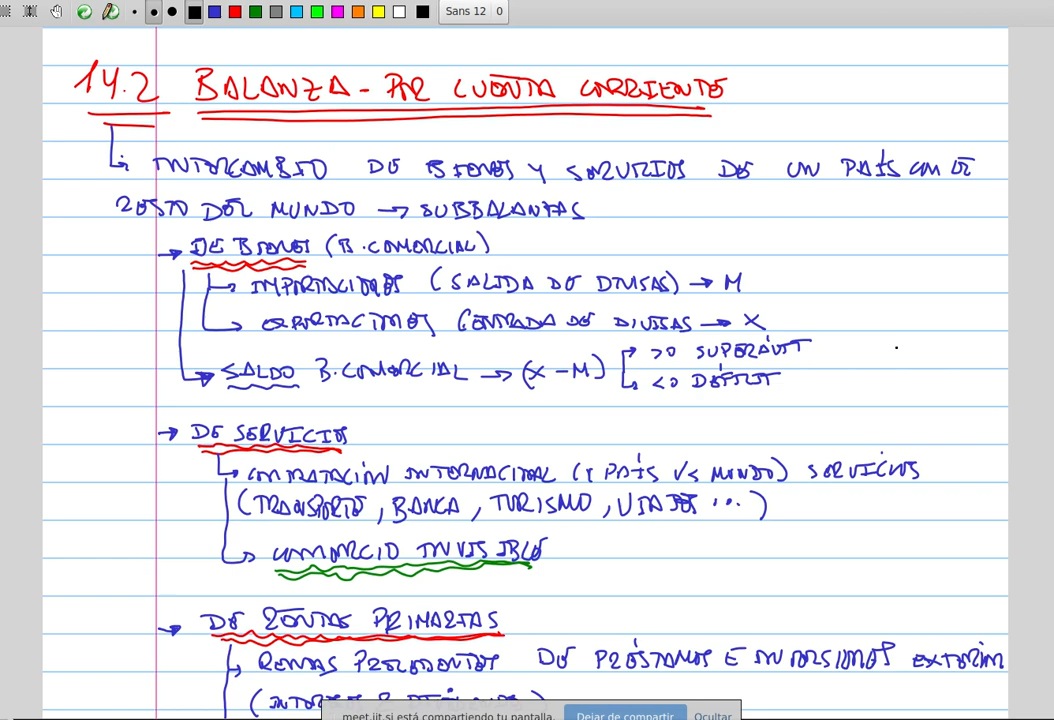 Sans 12 0
14.2 BALANZA - POR CUENTA CORRIENTE
INTERCAMBIO DE BIENES Y SERVICIOS DE UN PAÍS CON EL
RESTO DEL MUNDO → SUBBALANZAS
→ DE BIENES (B. COMERCIAL)
IMPORTACIONES (SALIDA DE DIVISAS) → M
EXPORTACIONES (ENTRADA DE DIVISAS → X
SALDO B. COMERCIAL → (X - M)
>0 SUPERÁVIT
<0 DÉFICIT
→ DE SERVICIOS
CONTRATACIÓN INTERNACIONAL (1 PAÍS VS MUNDO) SERVICIOS
(TRANSPORTE, BANCA, TURISMO, VIAJES ...)
COMERCIO INVISIBLE
→ DE RENTAS PRIMARIAS
RENTAS PROCEDENTES DE PRÉSTAMOS E INVERSIONES EXTERIOR
meet.jit.si está compartiendo tu pantalla. Dejar de compartir Ocultar